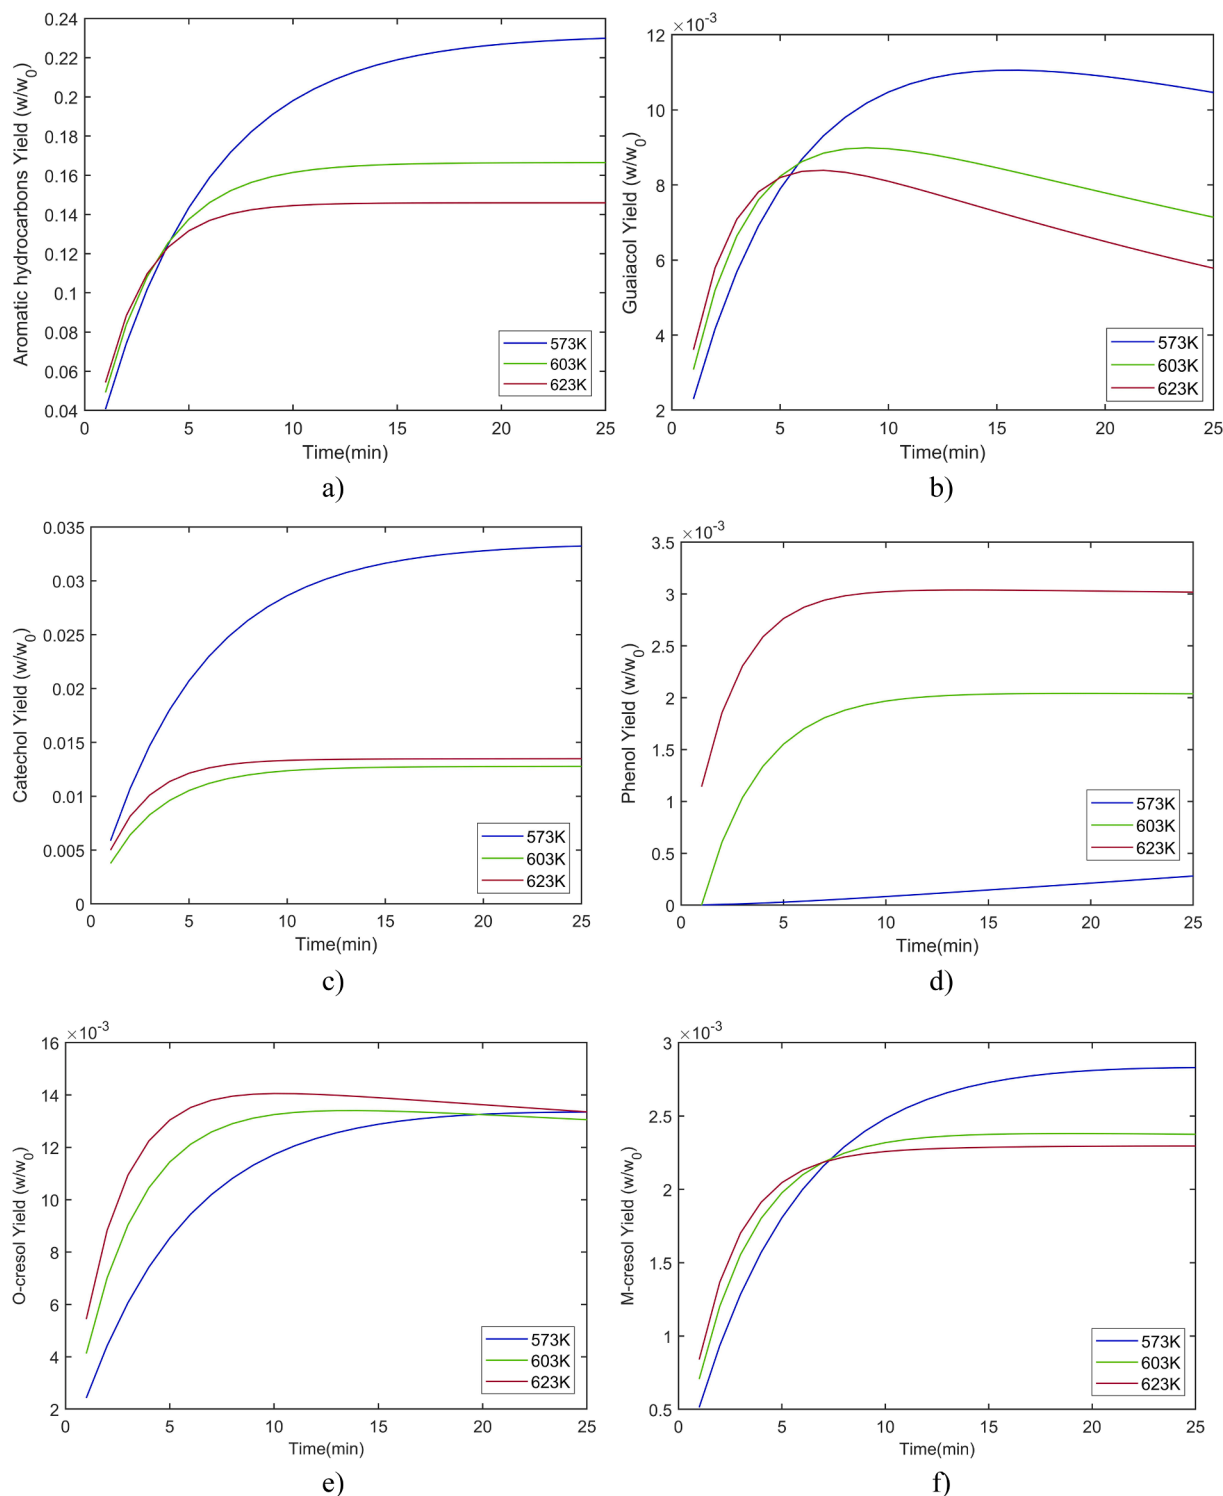 0.24
0.22
0.2
0.18
0.16
0.14
0.12
0.1
0.08
0.06
0.04
0 5 10 15 20 25
Aromatic hydrocarbons Yield (w/w0)
Time(min)
573K
603K
623K
a)
×10-3
12
10
8
6
4
2
0 5 10 15 20 25
Guaiacol Yield (w/w0)
Time(min)
573K
603K
623K
b)
0.035
0.03
0.025
0.02
0.015
0.01
0.005
0
0 5 10 15 20 25
Catechol Yield (w/w0)
Time(min)
573K
603K
623K
c)
×10-3
3.5
3
2.5
2
1.5
1
0.5
0
0 5 10 15 20 25
Phenol Yield (w/w0)
Time(min)
573K
603K
623K
d)
×10-3
16
14
12
10
8
6
4
2
0 5 10 15 20 25
O-cresol Yield (w/w0)
Time(min)
573K
603K
623K
e)
×10-3
3
2.5
2
1.5
1
0.5
0 5 10 15 20 25
M-cresol Yield (w/w0)
Time(min)
573K
603K
623K
f)